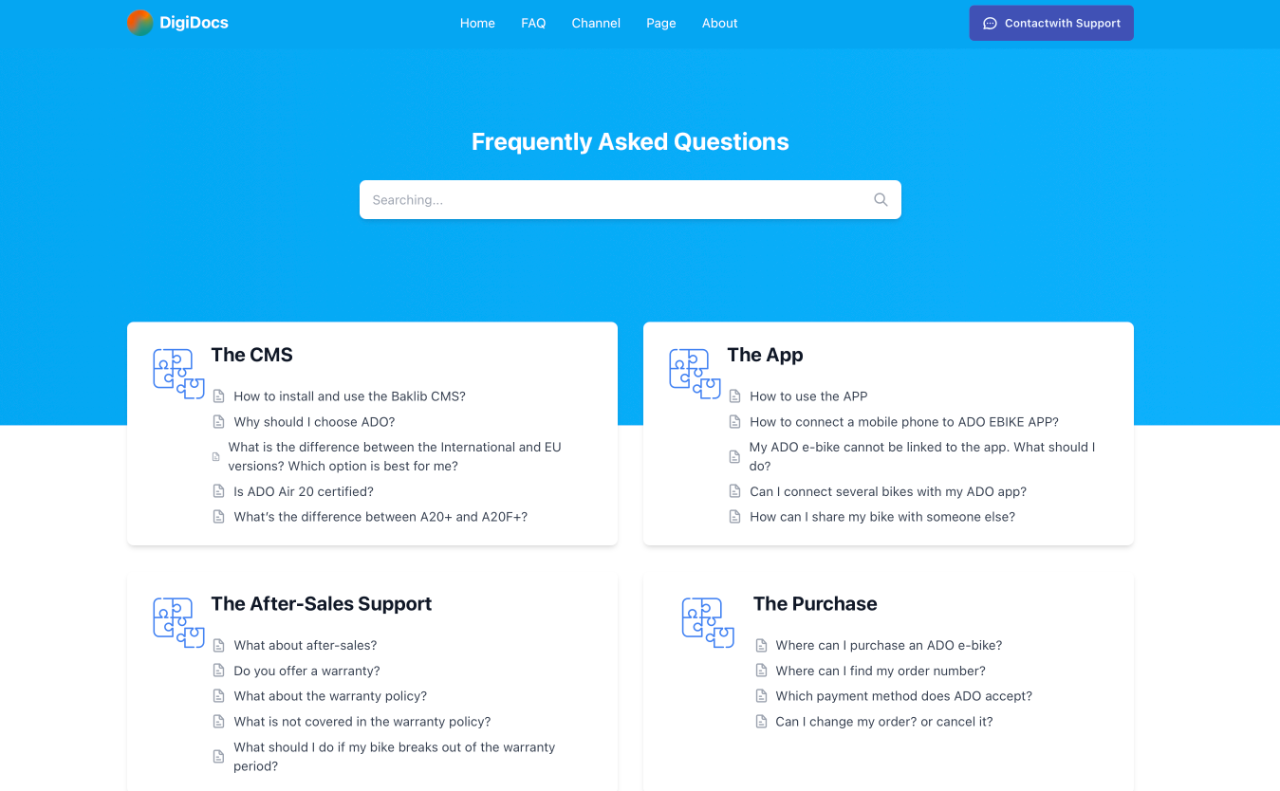 DigiDocs
Home
FAQ
Channel
Page
About
Contactwith Support
Frequently Asked Questions
Searching...
The CMS
How to install and use the Baklib CMS?
Why should I choose ADO?
What is the difference between the International and EU
versions? Which option is best for me?
Is ADO Air 20 certified?
What's the difference between A20+ and A20F+?
The App
How to use the APP
How to connect a mobile phone to ADO EBIKE APP?
My ADO e-bike cannot be linked to the app. What should I
do?
Can I connect several bikes with my ADO app?
How can I share my bike with someone else?
The After-Sales Support
What about after-sales?
Do you offer a warranty?
What about the warranty policy?
What is not covered in the warranty policy?
What should I do if my bike breaks out of the warranty
period?
The Purchase
Where can I purchase an ADO e-bike?
Where can I find my order number?
Which payment method does ADO accept?
Can I change my order? or cancel it?